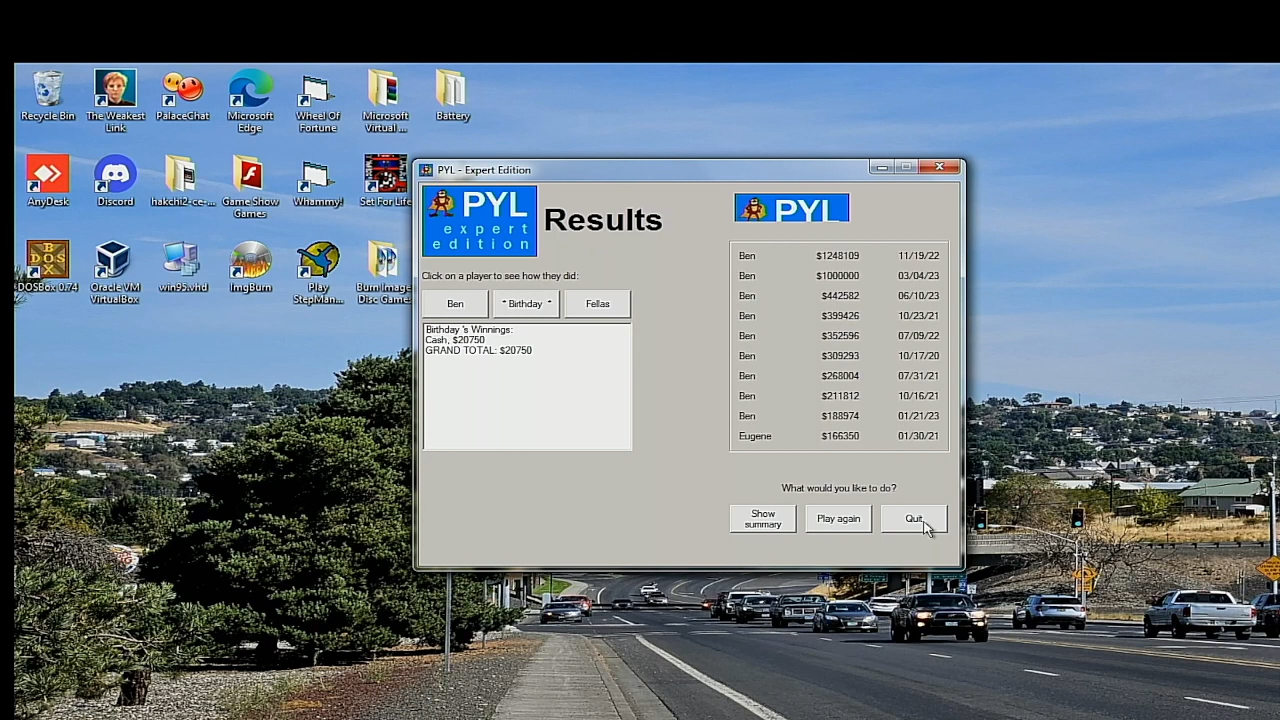 Recycle Bin
The Weakest
Link
PalaceChat
Microsoft
Edge
Wheel Of
Fortune
Microsoft
Virtual ...
Battery
AnyDesk
Discord
hakchi2-ce-...
Game Show
Games
Whammy!
Set For Life
DOSBox 0.74
Oracle VM
VirtualBox
win95.vhd
ImgBurn
Play
StepMan...
Burn Image
Disc Game
PYL - Expert Edition
PYL
expert
edition
Results
PYL
Click on a player to see how they did:
Ben
* Birthday *
Fellas
Birthday 's Winnings:
Cash, $20750
GRAND TOTAL: $20750
Ben $1248109 11/19/22
Ben $1000000 03/04/23
Ben $442582 06/10/23
Ben $399426 10/23/21
Ben $352596 07/09/22
Ben $309293 10/17/20
Ben $268004 07/31/21
Ben $211812 10/16/21
Ben $188974 01/21/23
Eugene $166350 01/30/21
What would you like to do?
Show
summary
Play again
Quit